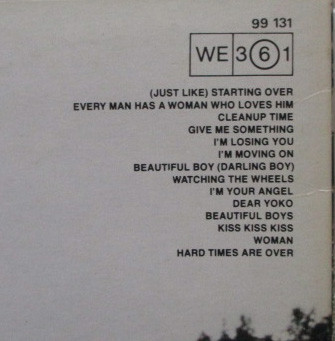 99 131
WE 3 6 1
(JUST LIKE) STARTING OVER
EVERY MAN HAS A WOMAN WHO LOVES HIM
CLEANUP TIME
GIVE ME SOMETHING
I'M LOSING YOU
I'M MOVING ON
BEAUTIFUL BOY (DARLING BOY)
WATCHING THE WHEELS
I'M YOUR ANGEL
DEAR YOKO
BEAUTIFUL BOYS
KISS KISS KISS
WOMAN
HARD TIMES ARE OVER